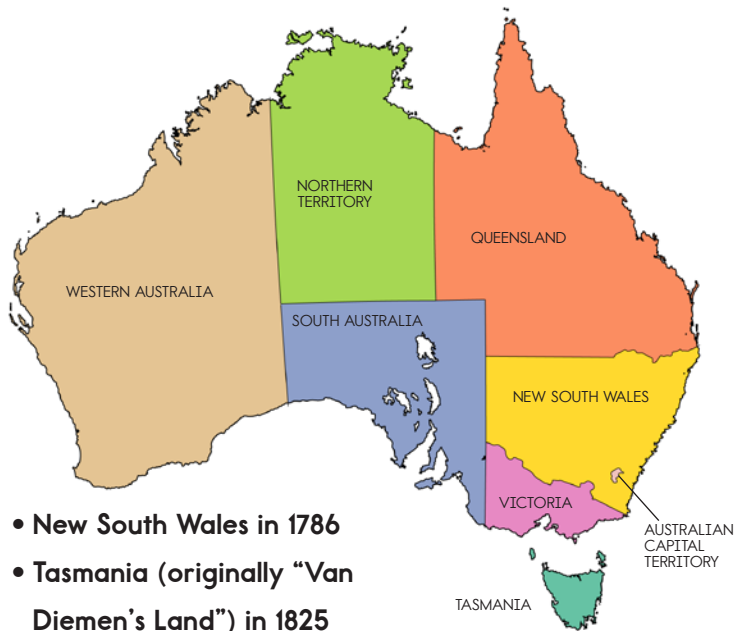 NORTHERN
TERRITORY
QUEENSLAND
WESTERN AUSTRALIA
SOUTH AUSTRALIA
NEW SOUTH WALES
VICTORIA
AUSTRALIAN
CAPITAL
TERRITORY
TASMANIA
• New South Wales in 1786
• Tasmania (originally “Van
Diemen’s Land”) in 1825